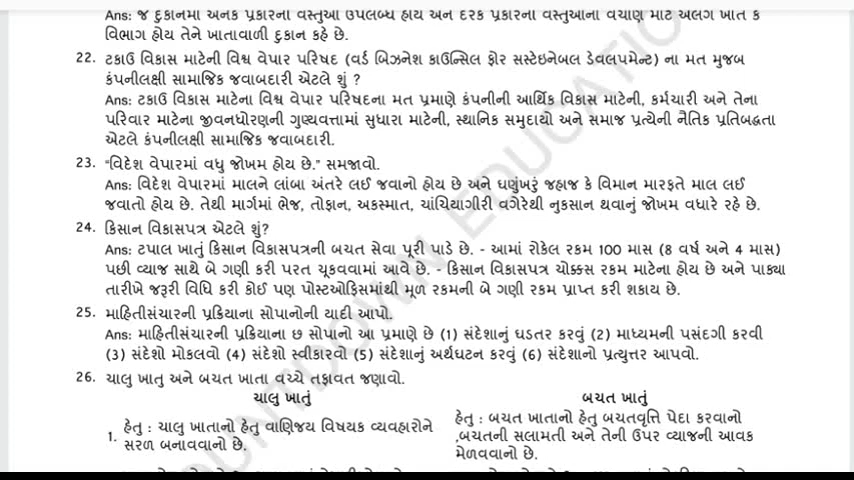 Ans: જે દુકાનમાં અનેક પ્રકારની વસ્તુઓ ઉપલબ્ધ હોય અને દરેક પ્રકારની વસ્તુઓના વેચાણ માટે અલગ ખાતે કે
વિભાગ હોય તેને ખાતાવાળી દુકાન કહે છે.
22. ટકાઉ વિકાસ માટેની વિશ્વ વેપાર પરિષદ (વર્ડ બિઝનેશ કાઉન્સિલ ફોર સસ્ટેઇનેબલ ડેવલપમેન્ટ) ના મત મુજબ
કંપનીલક્ષી સામાજિક જવાબદારી એટલે શું ?
Ans: ટકાઉ વિકાસ માટેના વિશ્વ વેપાર પરિષદના મત પ્રમાણે કંપનીની આર્થિક વિકાસ માટેની, કર્મચારી અને તેના
પરિવાર માટેના જીવનધોરણની ગુણવત્તામાં સુધારા માટેની, સ્થાનિક સમુદાયો અને સમાજ પ્રત્યેની નૈતિક પ્રતિબદ્ધતા
એટલે કંપનીલક્ષી સામાજિક જવાબદારી.
23. “વિદેશ વેપારમાં વધુ જોખમ હોય છે.” સમજાવો.
Ans: વિદેશ વેપારમાં માલને લાંબા અંતરે લઈ જવાનો હોય છે અને ઘણુંખરું જહાજ કે વિમાન મારફતે માલ લઈ
જવાતો હોય છે. તેથી માર્ગમાં ભેજ, તોફાન, અકસ્માત, ચાંચિયાગીરી વગેરેથી નુકસાન થવાનું જોખમ વધારે રહે છે.
24. કિસાન વિકાસપત્ર એટલે શું?
Ans: ટપાલ ખાતું કિસાન વિકાસપત્રની બચત સેવા પૂરી પાડે છે. - આમાં રોકેલ રકમ 100 માસ (8 વર્ષ અને 4 માસ)
પછી વ્યાજ સાથે બે ગણી કરી પરત ચૂકવવામાં આવે છે. - કિસાન વિકાસપત્ર ચોક્કસ રકમ માટેના હોય છે અને પાક્યા
તારીખે જરૂરી વિધિ કરી કોઈ પણ પોસ્ટઓફિસમાંથી મૂળ રકમની બે ગણી રકમ પ્રાપ્ત કરી શકાય છે.
25. માહિતીસંચારની પ્રક્રિયાના સોપાનોની યાદી આપો.
Ans: માહિતીસંચારની પ્રક્રિયાના છ સોપાનો આ પ્રમાણે છે (1) સંદેશાનું ઘડતર કરવું (2) માધ્યમની પસંદગી કરવી
(3) સંદેશો મોકલવો (4) સંદેશો સ્વીકારવો (5) સંદેશાનું અર્થઘટન કરવું (6) સંદેશાનો પ્રત્યુત્તર આપવો.
26. ચાલુ ખાતુ અને બચત ખાતા વચ્ચે તફાવત જણાવો.
ચાલુ ખાતું બચત ખાતું
1. હેતુ : ચાલુ ખાતાનો હેતુ વાણિજ્ય વિષયક વ્યવહારોને
સરળ બનાવવાનો છે.
હેતુ : બચત ખાતાનો હેતુ બચતવૃત્તિ પેદા કરવાનો
,બચતની સલામતી અને તેની ઉપર વ્યાજની આવક
મેળવવાનો છે.
UNTDOWN EDUCATIO